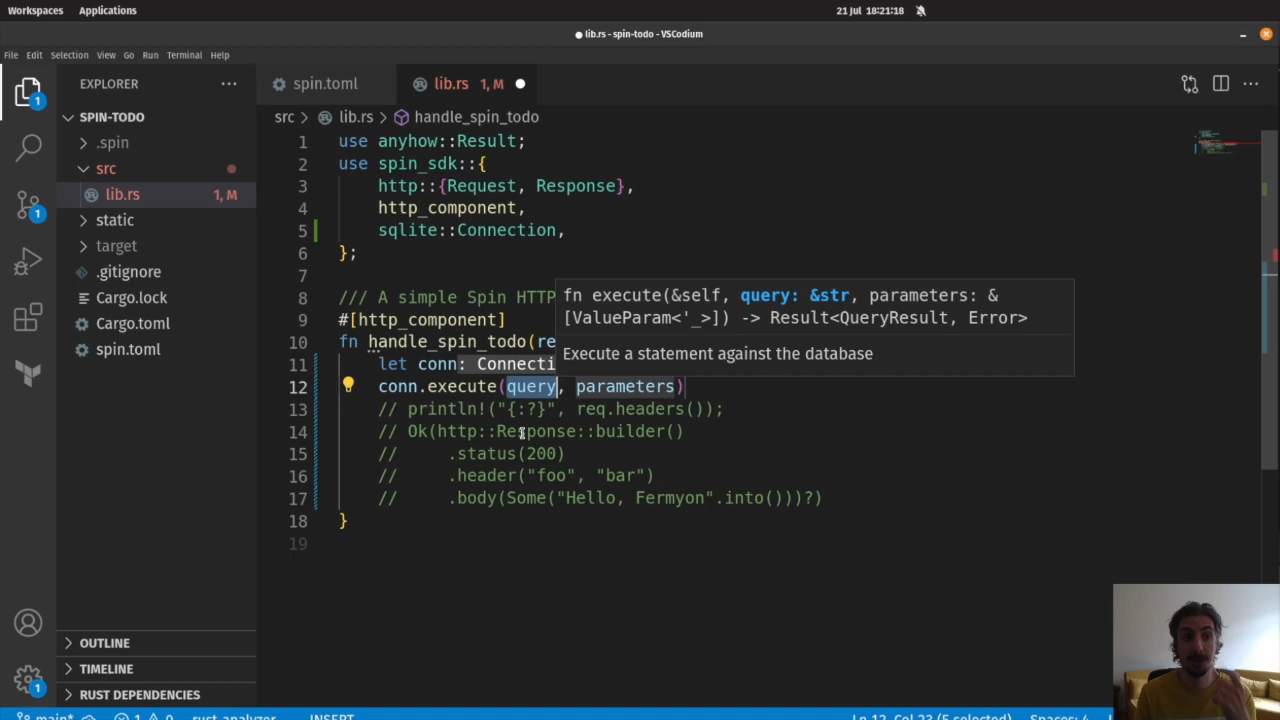 Workspaces Applications 21 Jul 18:21:18
lib.rs - spin-todo - VSCodium
File Edit Selection View Go Run Terminal Help
EXPLORER ··· spin.toml lib.rs 1, M
SPIN-TODO
src > lib.rs > handle_spin_todo
.spin
src
lib.rs 1, M
static
target
.gitignore
Cargo.lock
Cargo.toml
spin.toml
1 use anyhow::Result;
2 use spin_sdk::{
3 http::{Request, Response},
4 http_component,
5 sqlite::Connection,
6 };
7
8 /// A simple Spin HTTP
9 #[http_component]
10 fn handle_spin_todo(re
11 let conn: Connecti
12 conn.execute(query, parameters)
13 // println!("{:?}", req.headers());
14 // Ok(http::Response::builder()
15 // .status(200)
16 // .header("foo", "bar")
17 // .body(Some("Hello, Fermyon".into()))?)
18 }
19
fn execute(&self, query: &str, parameters: &
[ValueParam<'_>]) -> Result<QueryResult, Error>
Execute a statement against the database
OUTLINE
TIMELINE
RUST DEPENDENCIES
1
1
1
main* 1 0 rust-analyzer INSERT Ln 12, Col 23 (5 selected) Spaces: 4